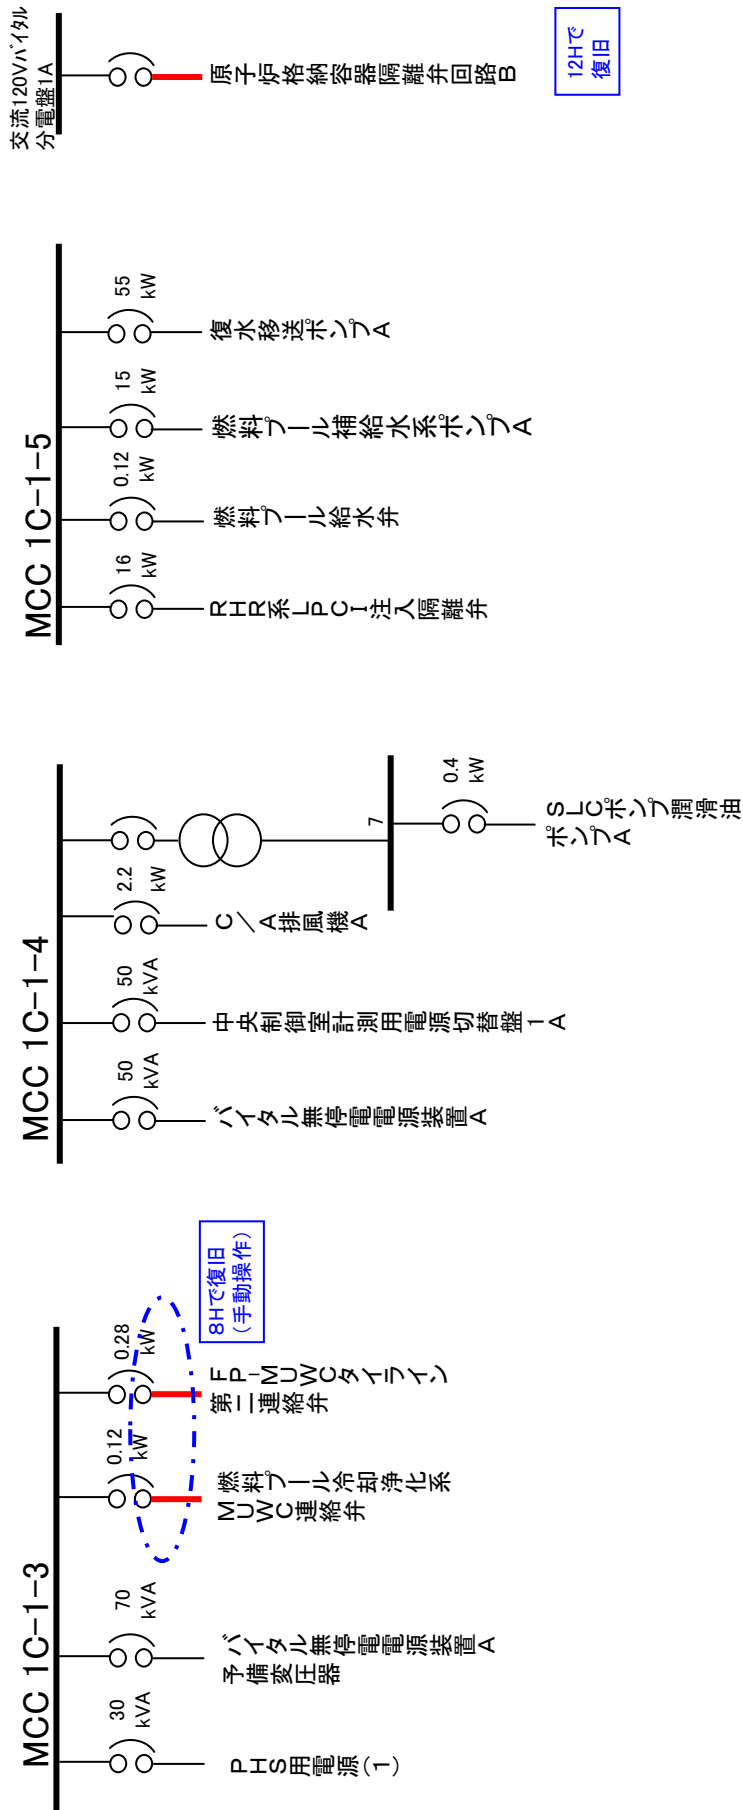 MCC 1C-1-3
30
kVA
PHS用電源(1)
70
kVA
バイタル無停電電源装置A
予備変圧器
0.12
kW
燃料プール冷却浄化系
MUWC連絡弁
0.28
kW
FP-MUWCタイライン
第二連絡弁
8Hで復旧
(手動操作)
MCC 1C-1-4
50
kVA
バイタル無停電電源装置A
50
kVA
中央制御室計測用電源切替盤1A
2.2
kW
C/A排風機A
7
0.4
kW
SLCポンプ潤滑油
ポンプA
MCC 1C-1-5
16
kW
RHR系LPCI注入隔離弁
0.12
kW
燃料プール給水弁
15
kW
燃料プール補給水系ポンプA
55
kW
復水移送ポンプA
交流120Vバイタル
分電盤1A
原子炉格納容器隔離弁回路B
12Hで
復旧